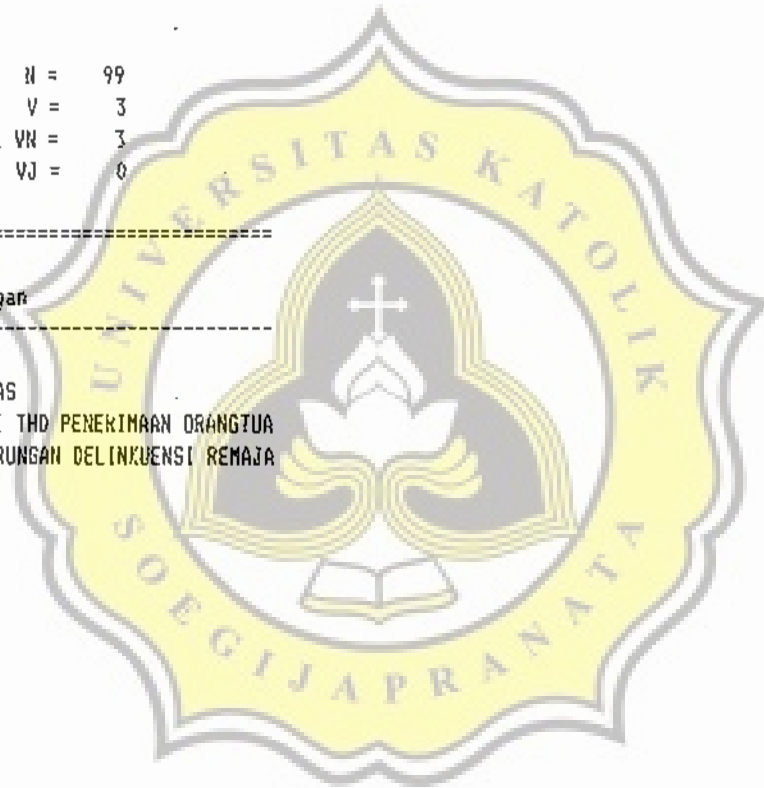 N = 99
V = 3
VN = 3
VJ = 0
===========================
gan
---------------------------
AS
THD PENERIMAAN ORANGTUA
RUNGAN DELINKUENSI REMAJA
UNIVERSITAS KATOLIK
SOEGIJAPRANATA